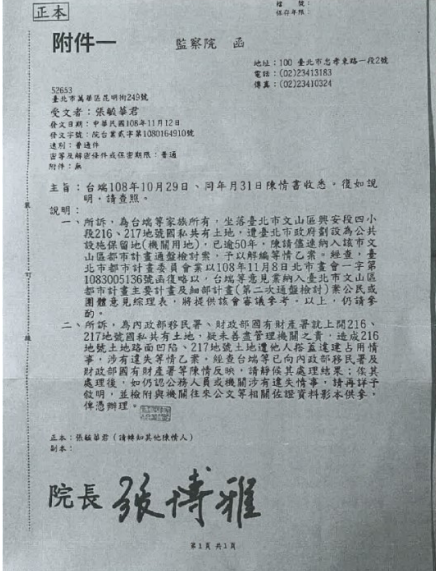 正本
檔　號：
保存年限：
附件一
監察院　函
地址：100 臺北市忠孝東路一段2號
電話：(02)23413183
傳真：(02)23410324
52653
臺北市萬華區昆明街249號
受文者：張毓華君
發文日期：中華民國108年11月12日
發文字號：院台業貳字第1080164910號
速別：普通件
密等及解密條件或保密期限：普通
附件：無
主旨：台端108年10月29日、同年月31日陳情書收悉。復如說
明，請查照。
說明：
一、所訴，為台端等家族所有，坐落臺北市文山區興安段四小
段216、217地號國私共有土地，遭臺北市政府劃設為公共
設施保留地(機關用地)，已逾50年，陳請儘速納入該市文
山區都市計畫通盤檢討案，予以解編等情乙案。經查，臺
北市都市計畫委員會業以108年11月8日北市畫會一字第
1083005136號函復略以，台端等意見業納入臺北市文山區
都市計畫主要計畫及細部計畫(第二次通盤檢討)案公民或
團體意見綜理表，將提供該會審議參考。以上，仍請參
酌。
二、所訴，為內政部移民署、財政部國有財產署就上開216、
217地號國私共有土地，疑未善盡管理機關之責，造成216
地號土地路面凹陷、217地號土地遭他人搭蓋違建占用情
事，涉有違失等情乙案，經查台端等已向內政部移民署及
財政部國有財產署等陳情反映，請靜候其處理結果；俟其
處理後，如仍認公務人員或機關涉有違失情事，請再詳予
敘明，並檢附與機關往來公文等相關佐證資料影本供參，
俾憑辦理。
正本：張毓華君（請轉知其他陳情人）
副本：
院長 張博雅
裝
訂
線
第1頁 共1頁